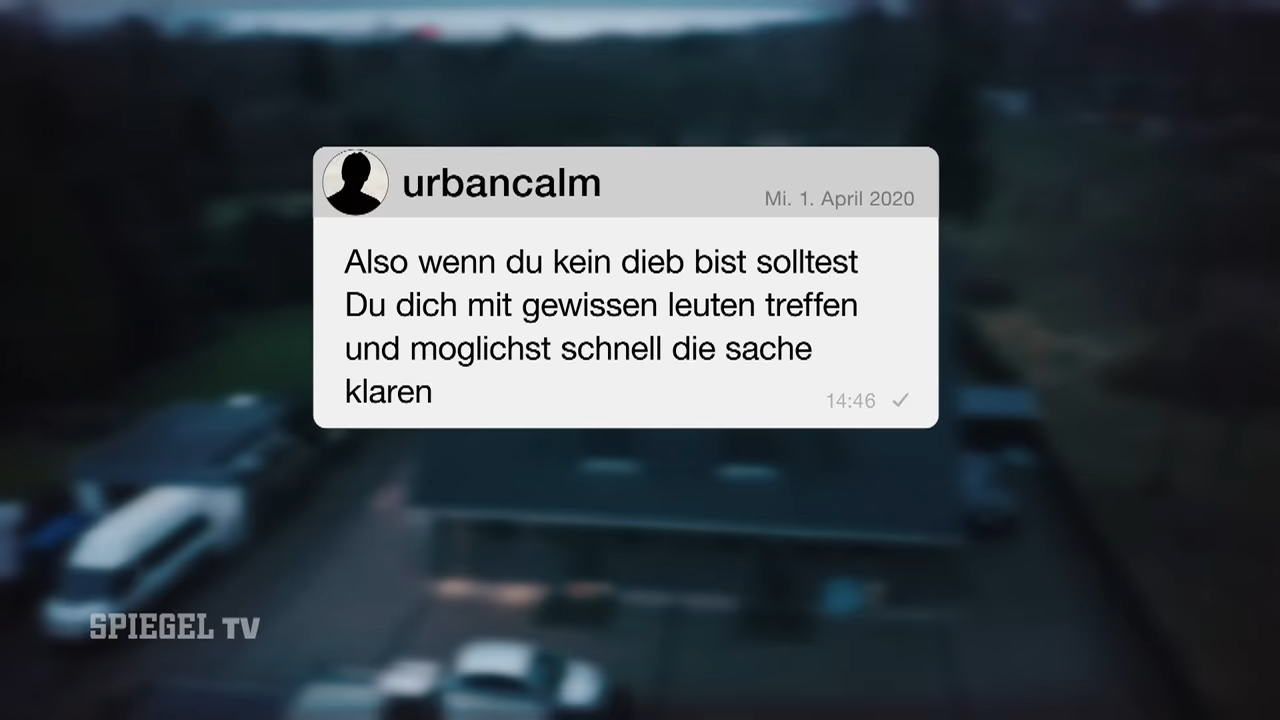 urbancalm
Mi. 1. April 2020
Also wenn du kein dieb bist solltest
Du dich mit gewissen leuten treffen
und moglichst schnell die sache
klaren
14:46
SPIEGEL TV